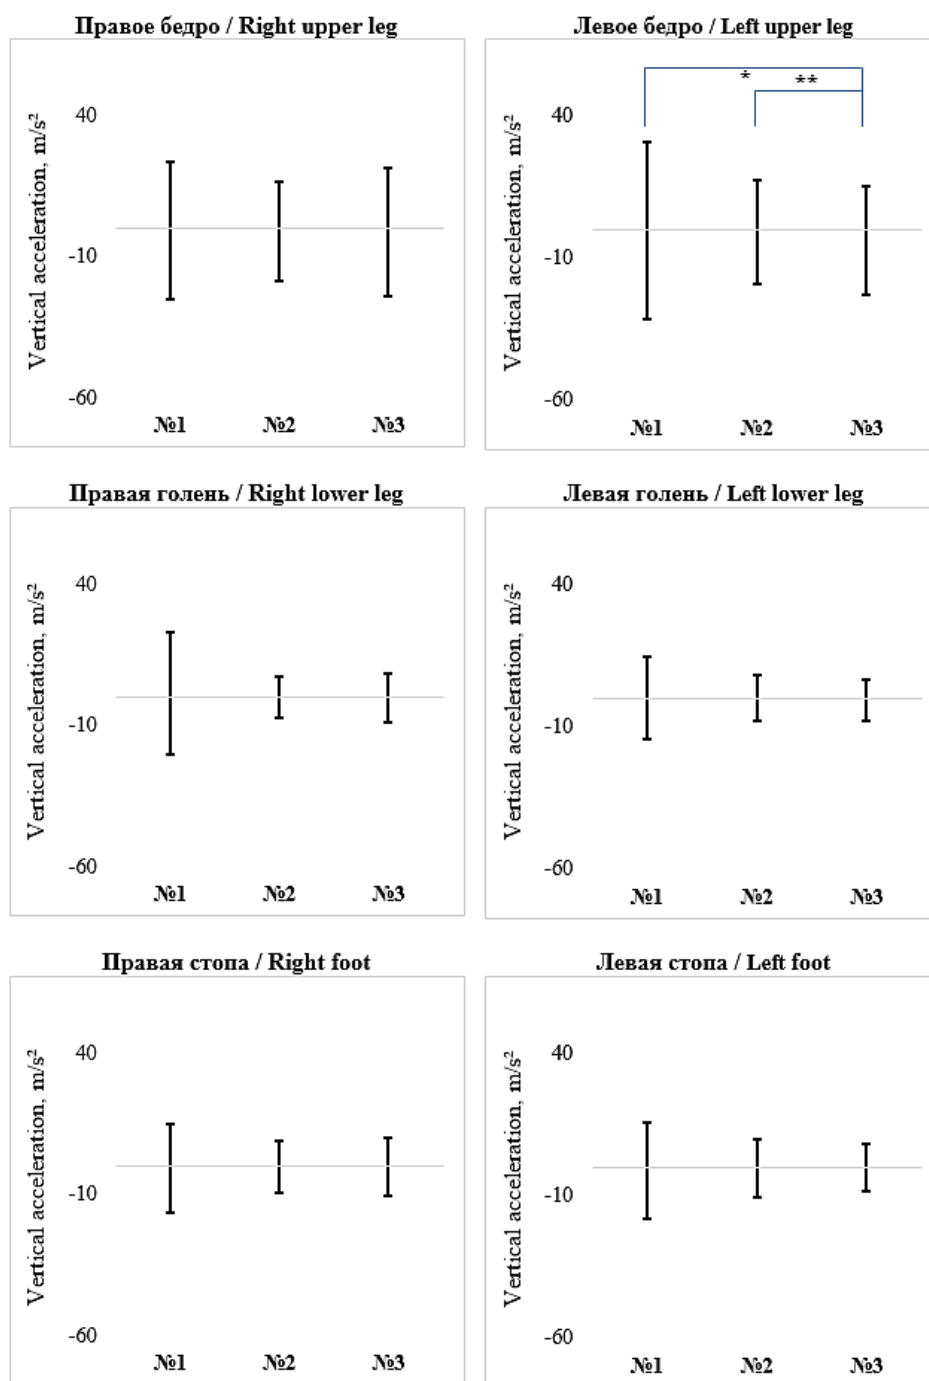 Правое бедро / Right upper leg
Vertical acceleration, m/s²
40
-10
-60
№1 №2 №3
Левое бедро / Left upper leg
* **
Vertical acceleration, m/s²
40
-10
-60
№1 №2 №3
Правая голень / Right lower leg
Vertical acceleration, m/s²
40
-10
-60
№1 №2 №3
Левая голень / Left lower leg
Vertical acceleration, m/s²
40
-10
-60
№1 №2 №3
Правая стопа / Right foot
Vertical acceleration, m/s²
40
-10
-60
№1 №2 №3
Левая стопа / Left foot
Vertical acceleration, m/s²
40
-10
-60
№1 №2 №3